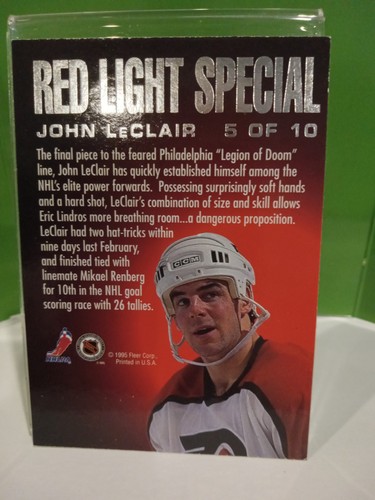 RED LIGHT SPECIAL
JOHN LeCLAIR 5 OF 10
The final piece to the feared Philadelphia "Legion of Doom"
line, John LeClair has quickly established himself among the
NHL's elite power forwards. Possessing surprisingly soft hands
and a hard shot, LeClair's combination of size and skill allows
Eric Lindros more breathing room...a dangerous proposition.
LeClair had two hat-tricks within
nine days last February,
and finished tied with
linemate Mikael Renberg
for 10th in the NHL goal
scoring race with 26 tallies.
CCM
© 1995 Fleer Corp.
Printed in U.S.A